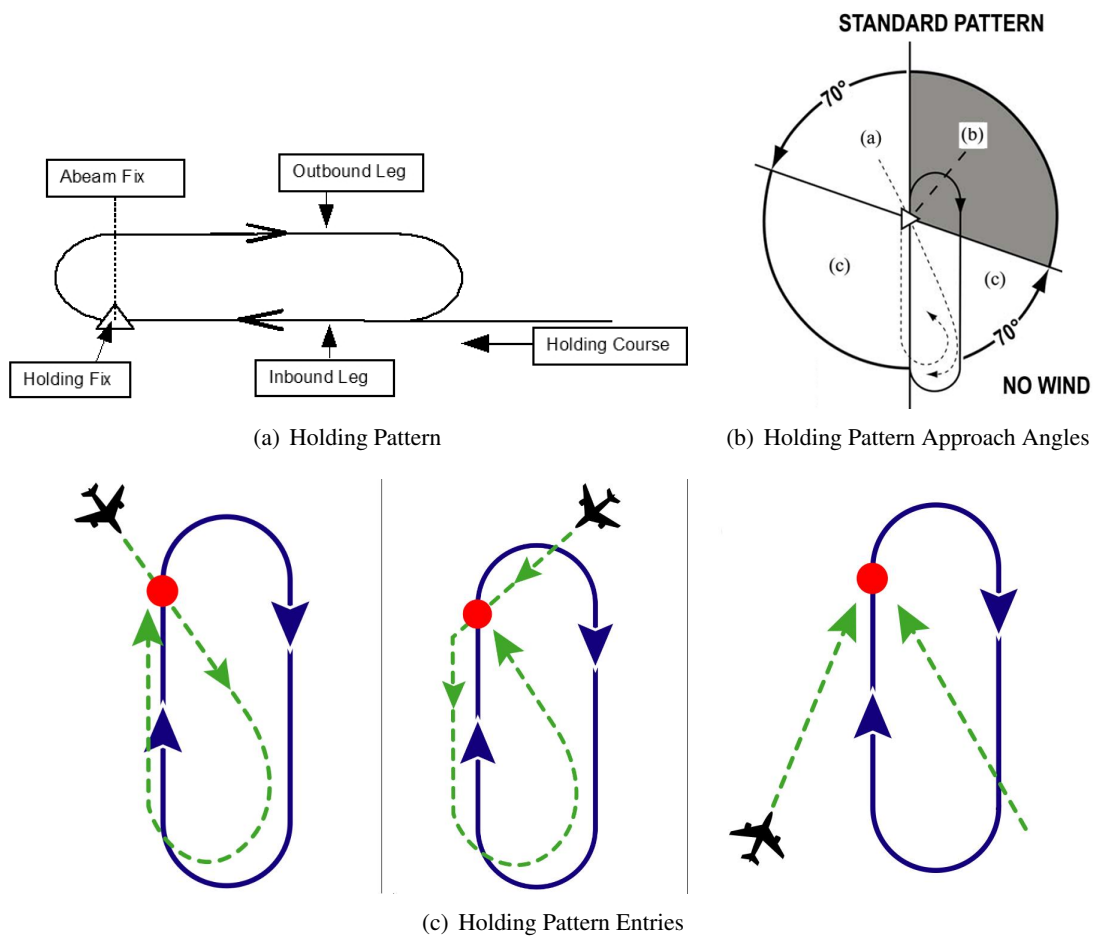 Abeam Fix
Outbound Leg
Holding Course
Holding Fix
Inbound Leg
(a) Holding Pattern
STANDARD PATTERN
70°
(a)
(b)
(c)
(c)
70°
NO WIND
(b) Holding Pattern Approach Angles
(c) Holding Pattern Entries